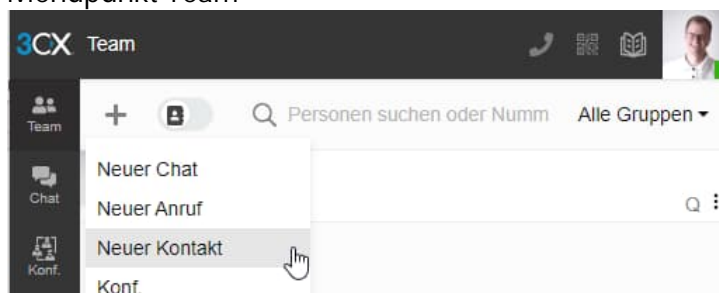 Menüpunkt Team
3CX Team
Team
Personen suchen oder Numm
Alle Gruppen
Chat
Neuer Chat
Neuer Anruf
Q
Konf.
Neuer Kontakt
Konf.